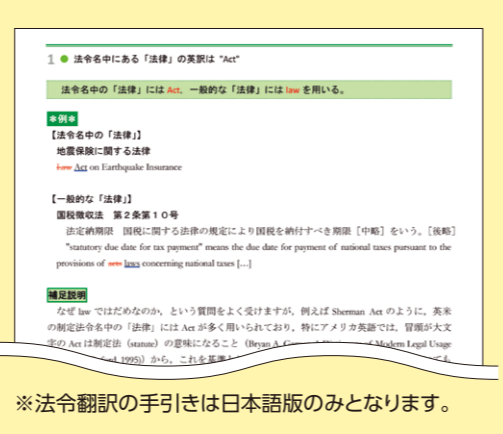 1 ● 法令名中にある「法律」の英訳は "Act"
法令名中の「法律」には Act、一般的な「法律」には law を用いる。
*例*
【法令名中の「法律」】
地震保険に関する法律
Law Act on Earthquake Insurance
【一般的な「法律」】
国税徴収法 第2条第10号
法定納期限 国税に関する法律の規定により国税を納付すべき期限［中略］をいう。［後略］
"statutory due date for tax payment" means the due date for payment of national taxes pursuant to the
provisions of acts laws concerning national taxes [...]
補足説明
なぜ law ではだめなのか、という質問をよく受けますが、例えば Sherman Act のように、英米
の制定法令名中の「法律」には Act が多く用いられており、特にアメリカ英語では、冒頭が大文
字の Act は制定法（statute）の意味になること（Bryan A. of Modern Legal Usage
1995)）から、これを基準と
※法令翻訳の手引きは日本語版のみとなります。